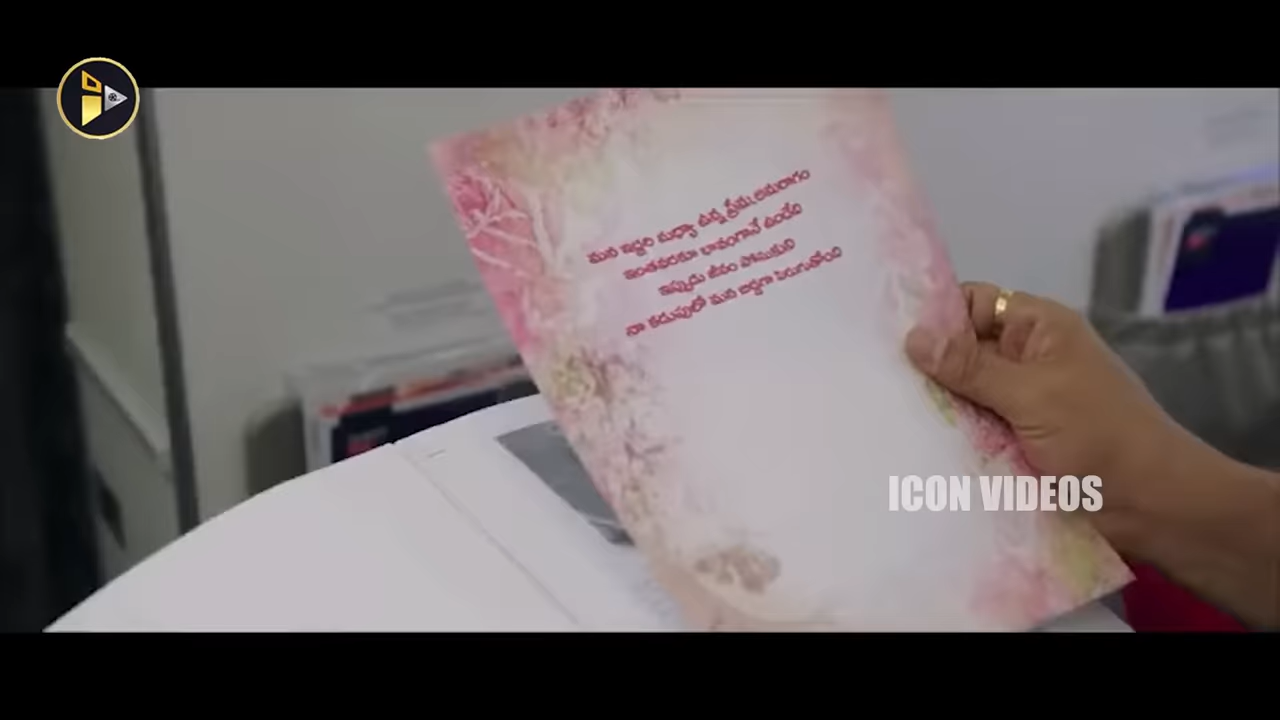 మన ఇద్దరి మధ్యా ఉన్న ప్రేమ, అనురాగం
ఇంతవరకూ భావంగానే ఉండేవి
ఇప్పుడు జీవం పోసుకుని
నా కడుపులో మన బిడ్డగా పెరుగుతోంది
ICON VIDEOS